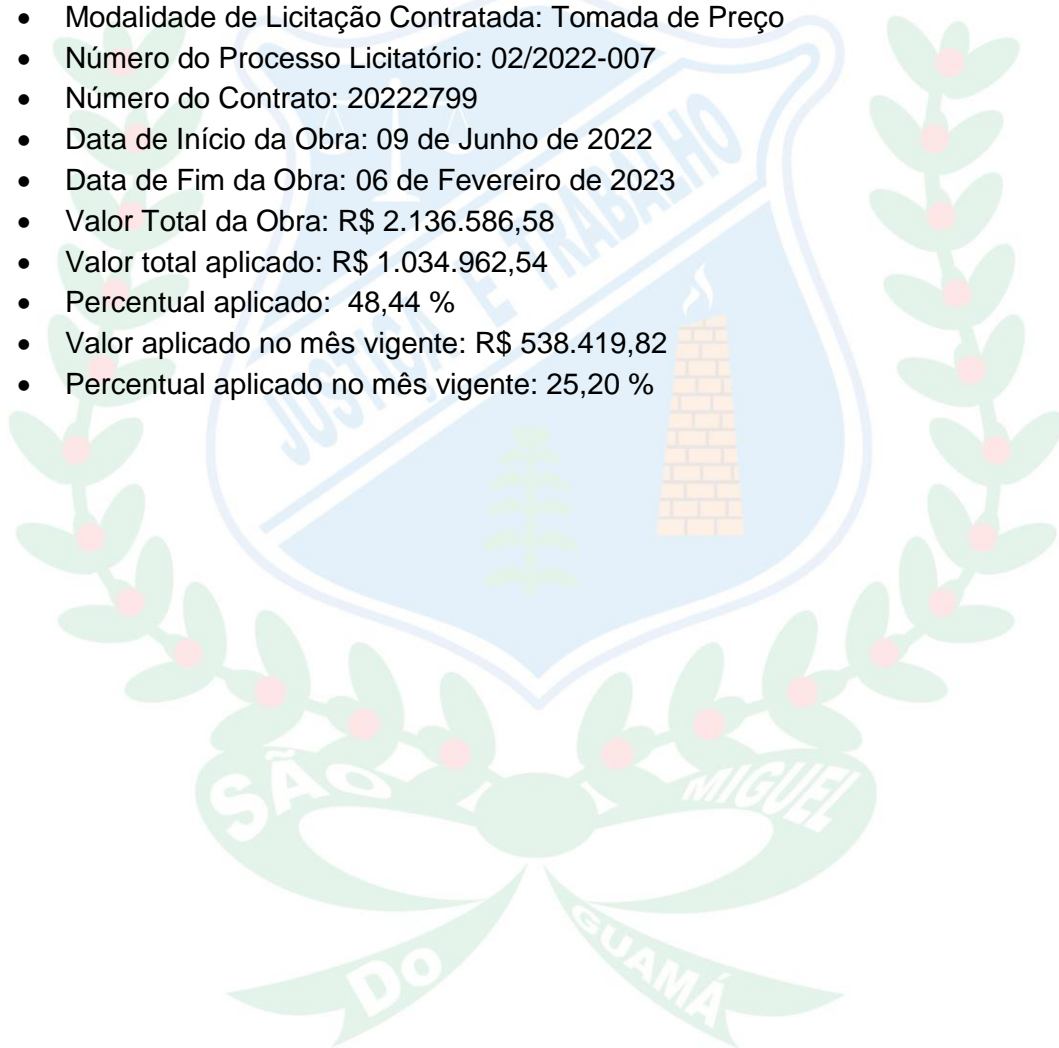 • Modalidade de Licitação Contratada: Tomada de Preço
• Número do Processo Licitatório: 02/2022-007
• Número do Contrato: 20222799
• Data de Início da Obra: 09 de Junho de 2022
• Data de Fim da Obra: 06 de Fevereiro de 2023
• Valor Total da Obra: R$ 2.136.586,58
• Valor total aplicado: R$ 1.034.962,54
• Percentual aplicado: 48,44 %
• Valor aplicado no mês vigente: R$ 538.419,82
• Percentual aplicado no mês vigente: 25,20 %
JUSTIÇA E TRABALHO
SÃO MIGUEL
DO GUAMÁ